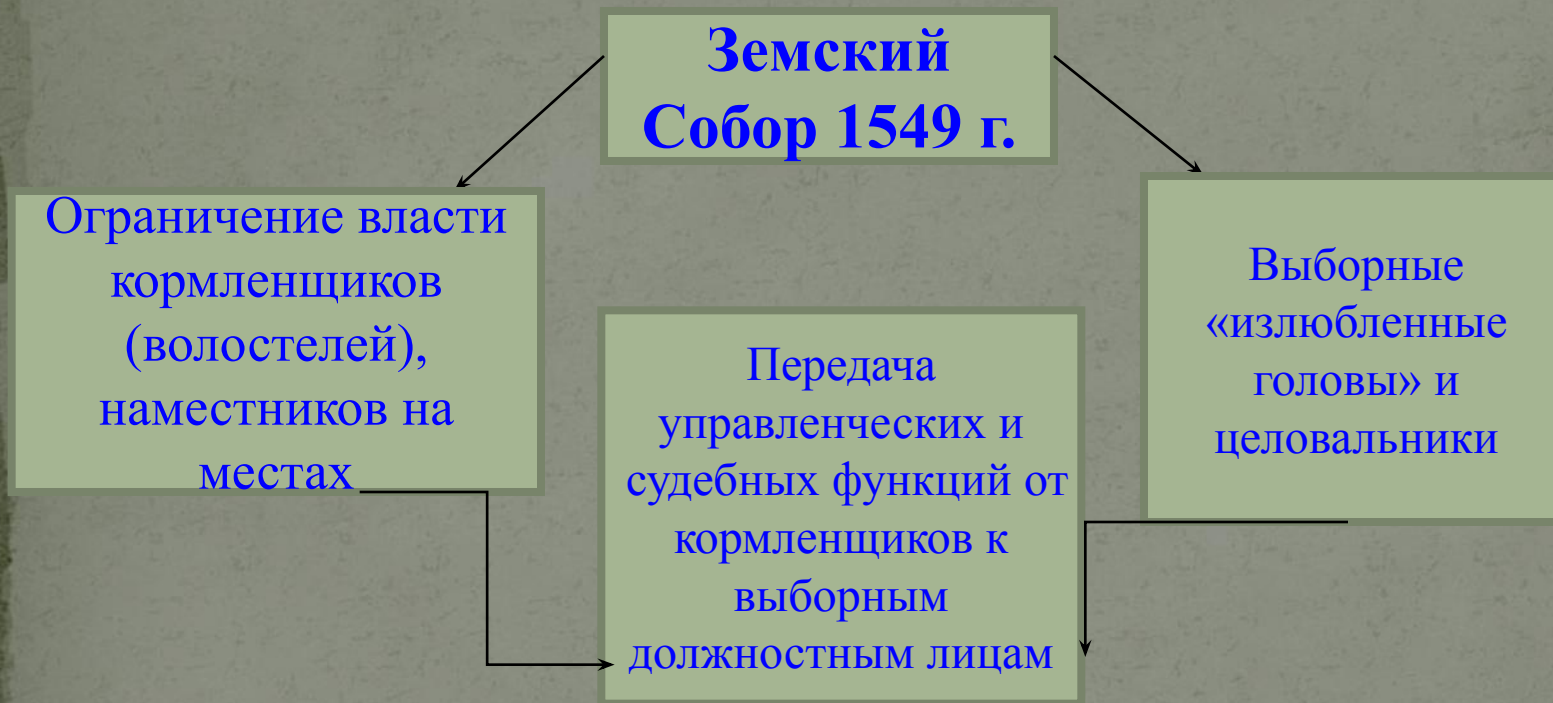 Земский
Собор 1549 г.
Ограничение власти
кормленщиков
(волостелей),
наместников на
местах
Передача
управленческих и
судебных функций от
кормленщиков к
выборным
должностным лицам
Выборные
«излюбленные
головы» и
целовальники